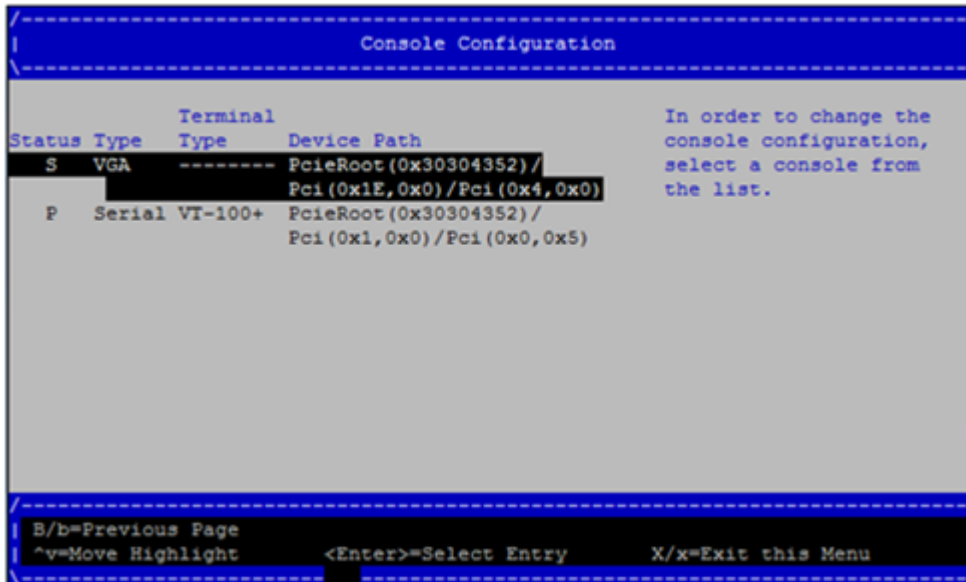 /------------------------------------------------------------------------------
| Console Configuration
\------------------------------------------------------------------------------
Terminal In order to change the
Status Type Type Device Path console configuration,
S VGA -------- PcieRoot(0x30304352)/ select a console from
Pci(0x1E,0x0)/Pci(0x4,0x0) the list.
P Serial VT-100+ PcieRoot(0x30304352)/
Pci(0x1,0x0)/Pci(0x0,0x5)
/------------------------------------------------------------------------------
| B/b=Previous Page
| ^v=Move Highlight <Enter>=Select Entry X/x=Exit this Menu
\------------------------------------------------------------------------------